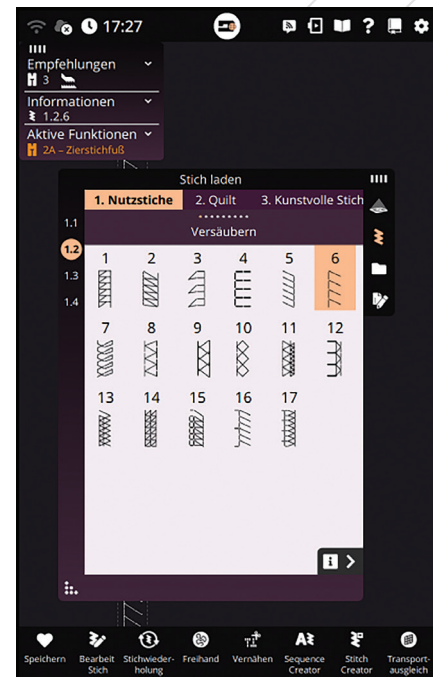 17:27
Empfehlungen
3
Informationen
1.2.6
Aktive Funktionen
2A – Zierstichfuß
Stich laden
1. Nutzstiche 2. Quilt 3. Kunstvolle Stich
Versäubern
1.1
1.2
1.3
1.4
1 2 3 4 5 6
7 8 9 10 11 12
13 14 15 16 17
Speichern
Bearbeit
Stich
Stichwieder-
holung
Freihand
Vernähen
Sequence
Creator
Stitch
Creator
Transport-
ausgleich